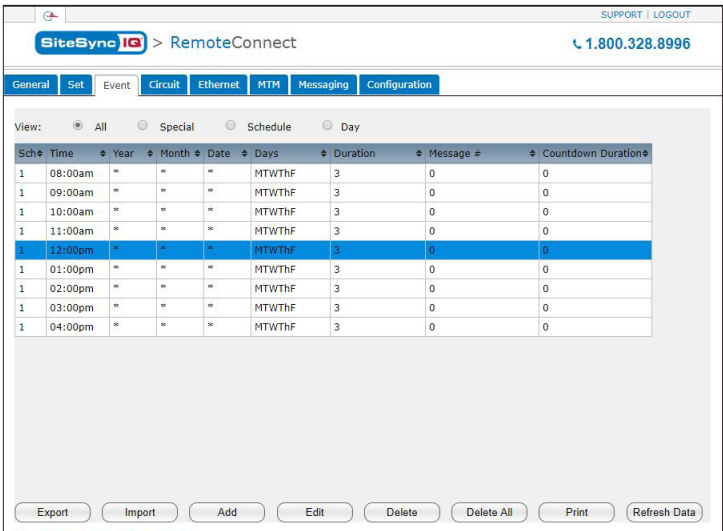 SUPPORT | LOGOUT
SiteSync IQ > RemoteConnect
1.800.328.8996
General Set Event Circuit Ethernet MTM Messaging Configuration
View: All Special Schedule Day
Sch Time Year Month Date Days Duration Message # Countdown Duration
1 08:00am * * * MTWThF 3 0 0
1 09:00am * * * MTWThF 3 0 0
1 10:00am * * * MTWThF 3 0 0
1 11:00am * * * MTWThF 3 0 0
1 12:00pm * * * MTWThF 3 0 0
1 01:00pm * * * MTWThF 3 0 0
1 02:00pm * * * MTWThF 3 0 0
1 03:00pm * * * MTWThF 3 0 0
1 04:00pm * * * MTWThF 3 0 0
Export Import Add Edit Delete Delete All Print Refresh Data